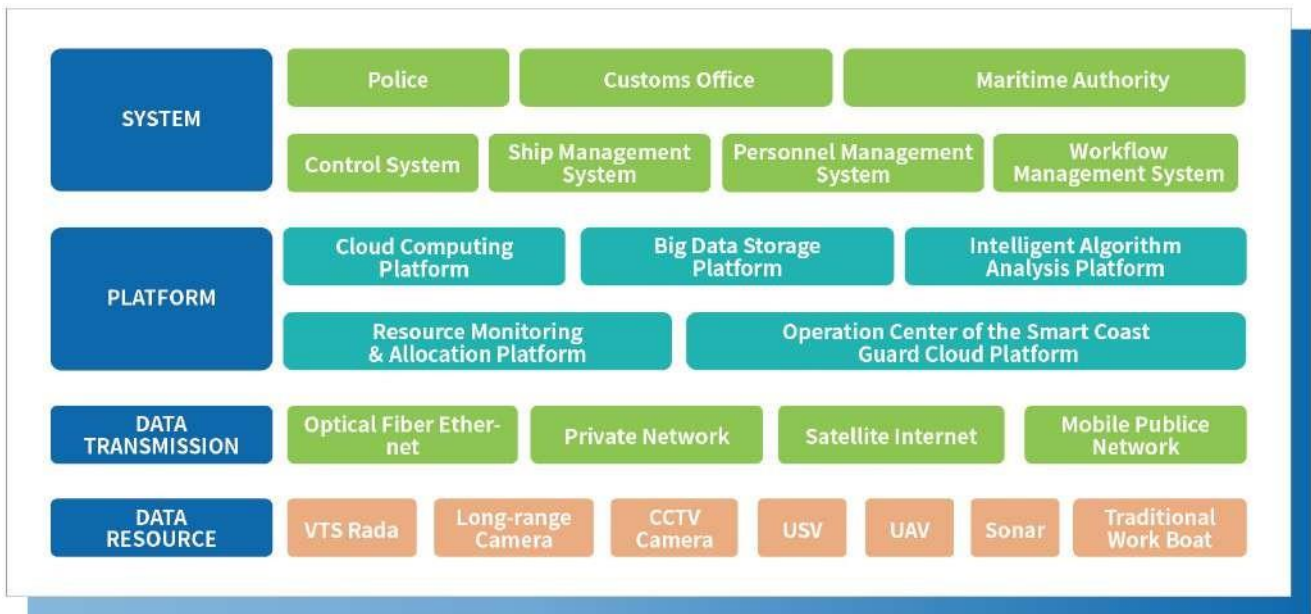 SYSTEM
Police
Customs Office
Maritime Authority
Control System
Ship Management
System
Personnel Management
System
Workflow
Management System
PLATFORM
Cloud Computing
Platform
Big Data Storage
Platform
Intelligent Algorithm
Analysis Platform
Resource Monitoring
& Allocation Platform
Operation Center of the Smart Coast
Guard Cloud Platform
DATA
TRANSMISSION
Optical Fiber Ether-
net
Private Network
Satellite Internet
Mobile Publice
Network
DATA
RESOURCE
VTS Rada
Long-range
Camera
CCTV
Camera
USV
UAV
Sonar
Traditional
Work Boat